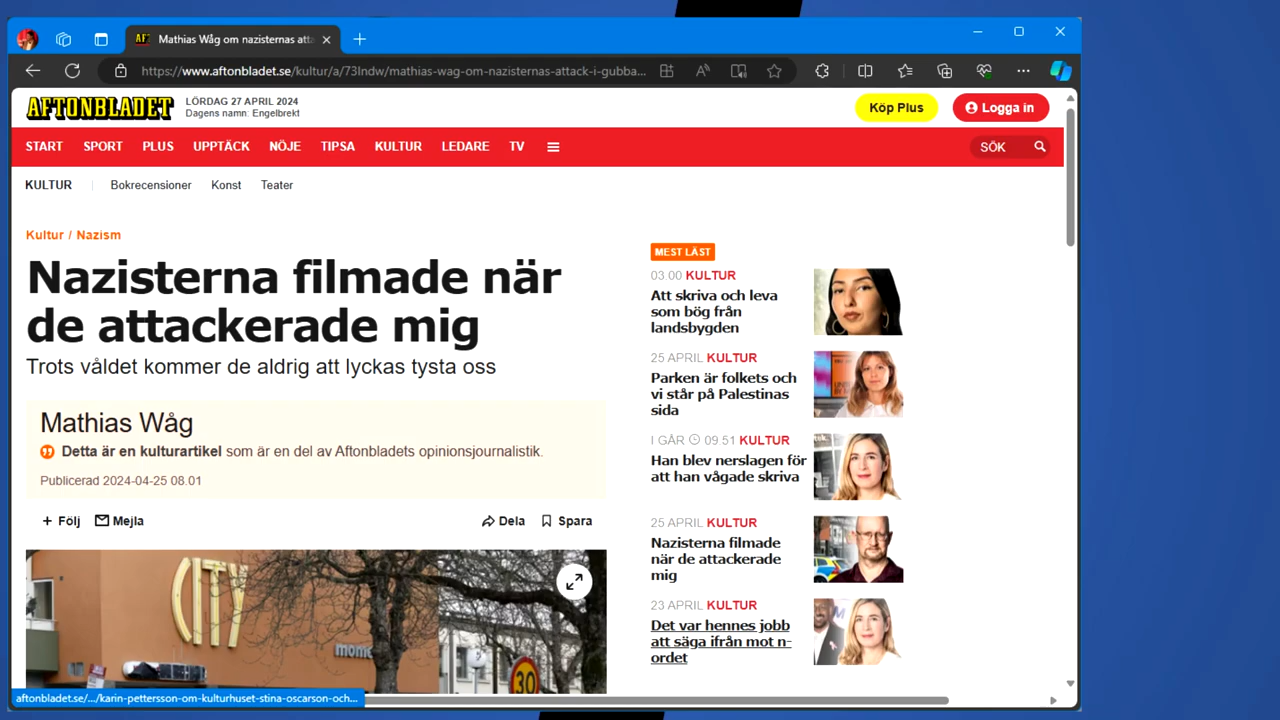 Mathias Wåg om nazisternas atta
https://www.aftonbladet.se/kultur/a/73lndw/mathias-wag-om-nazisternas-attack-i-gubba...
AFTONBLADET
LÖRDAG 27 APRIL 2024
Dagens namn: Engelbrekt
Köp Plus
Logga in
START SPORT PLUS UPPTÄCK NÖJE TIPSA KULTUR LEDARE TV
SÖK
KULTUR Bokrecensioner Konst Teater
Kultur / Nazism
Nazisterna filmade när
de attackerade mig
Trots våldet kommer de aldrig att lyckas tysta oss
Mathias Wåg
Detta är en kulturartikel som är en del av Aftonbladets opinionsjournalistik.
Publicerad 2024-04-25 08.01
+ Följ Mejla Dela Spara
CITY
30
MEST LÄST
03.00 KULTUR
Att skriva och leva
som bög från
landsbygden
25 APRIL KULTUR
Parken är folkets och
vi står på Palestinas
sida
I GÅR 09 51 KULTUR
Han blev nerslagen för
att han vågade skriva
25 APRIL KULTUR
Nazisterna filmade
när de attackerade
mig
23 APRIL KULTUR
Det var hennes jobb
att säga ifrån mot n-
ordet
aftonbladet.se/.../karin-pettersson-om-kulturhuset-stina-oscarson-och...